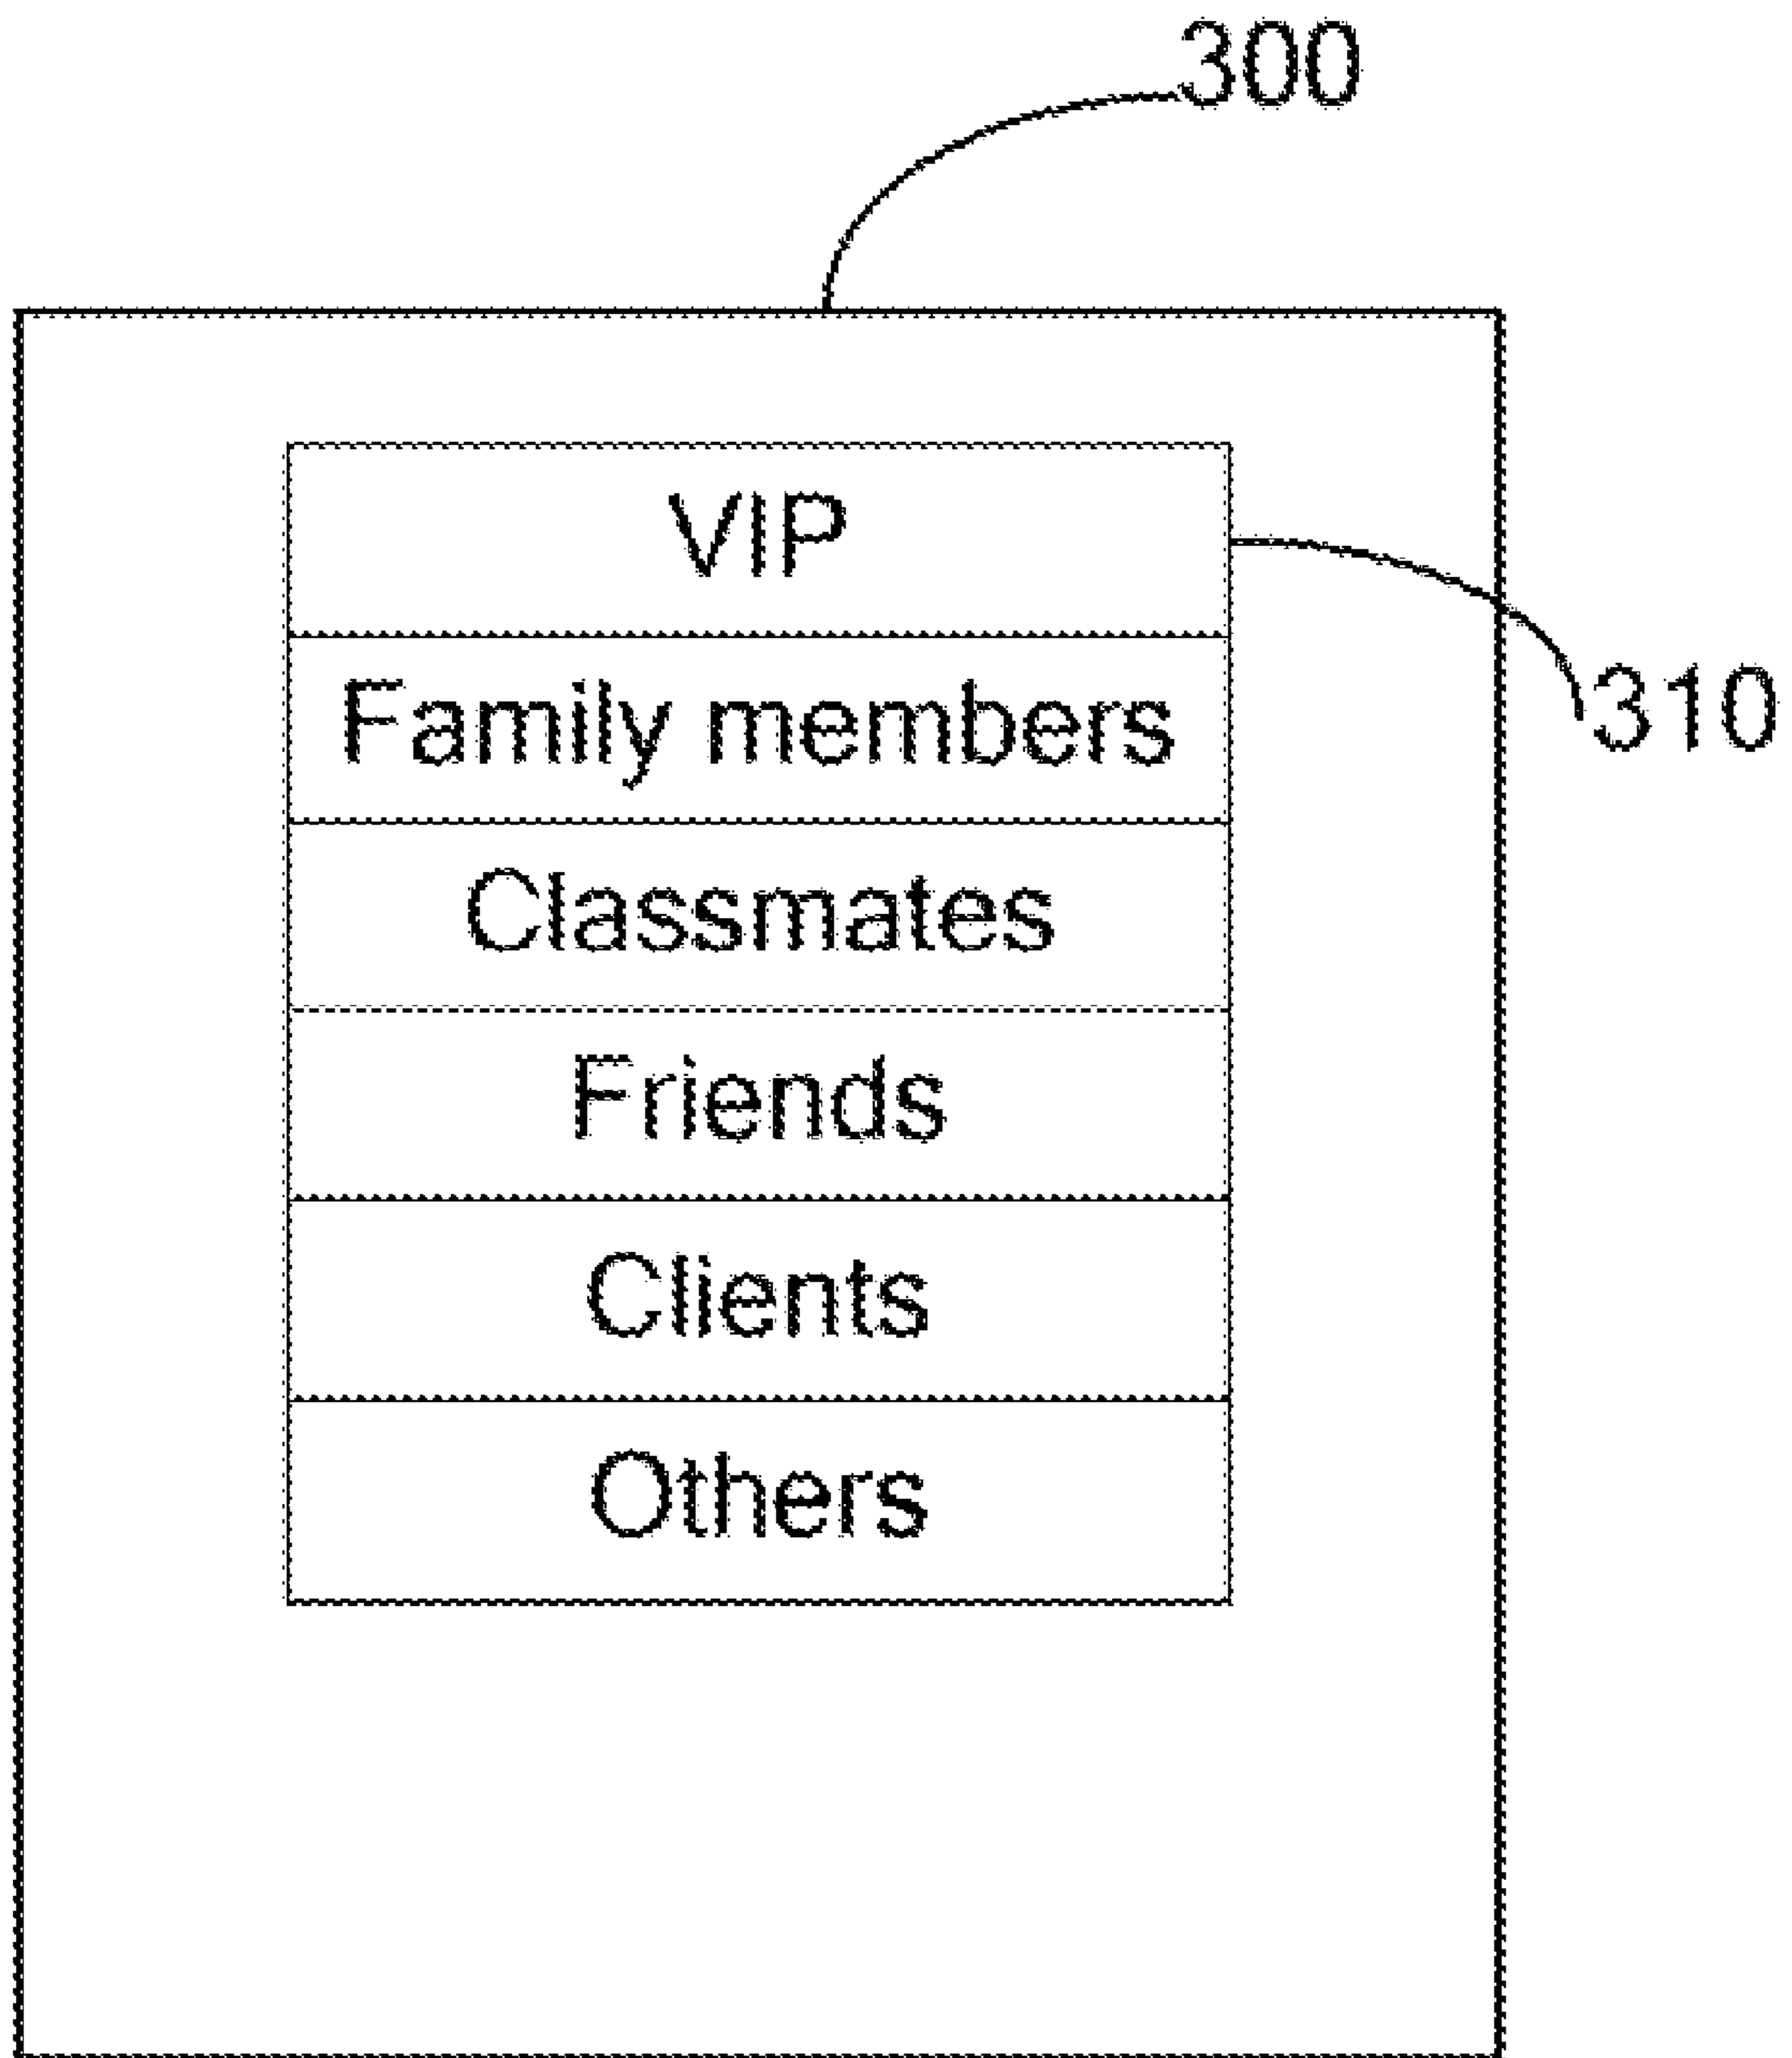 300
VIP
310
Family members
Classmates
Friends
Clients
Others